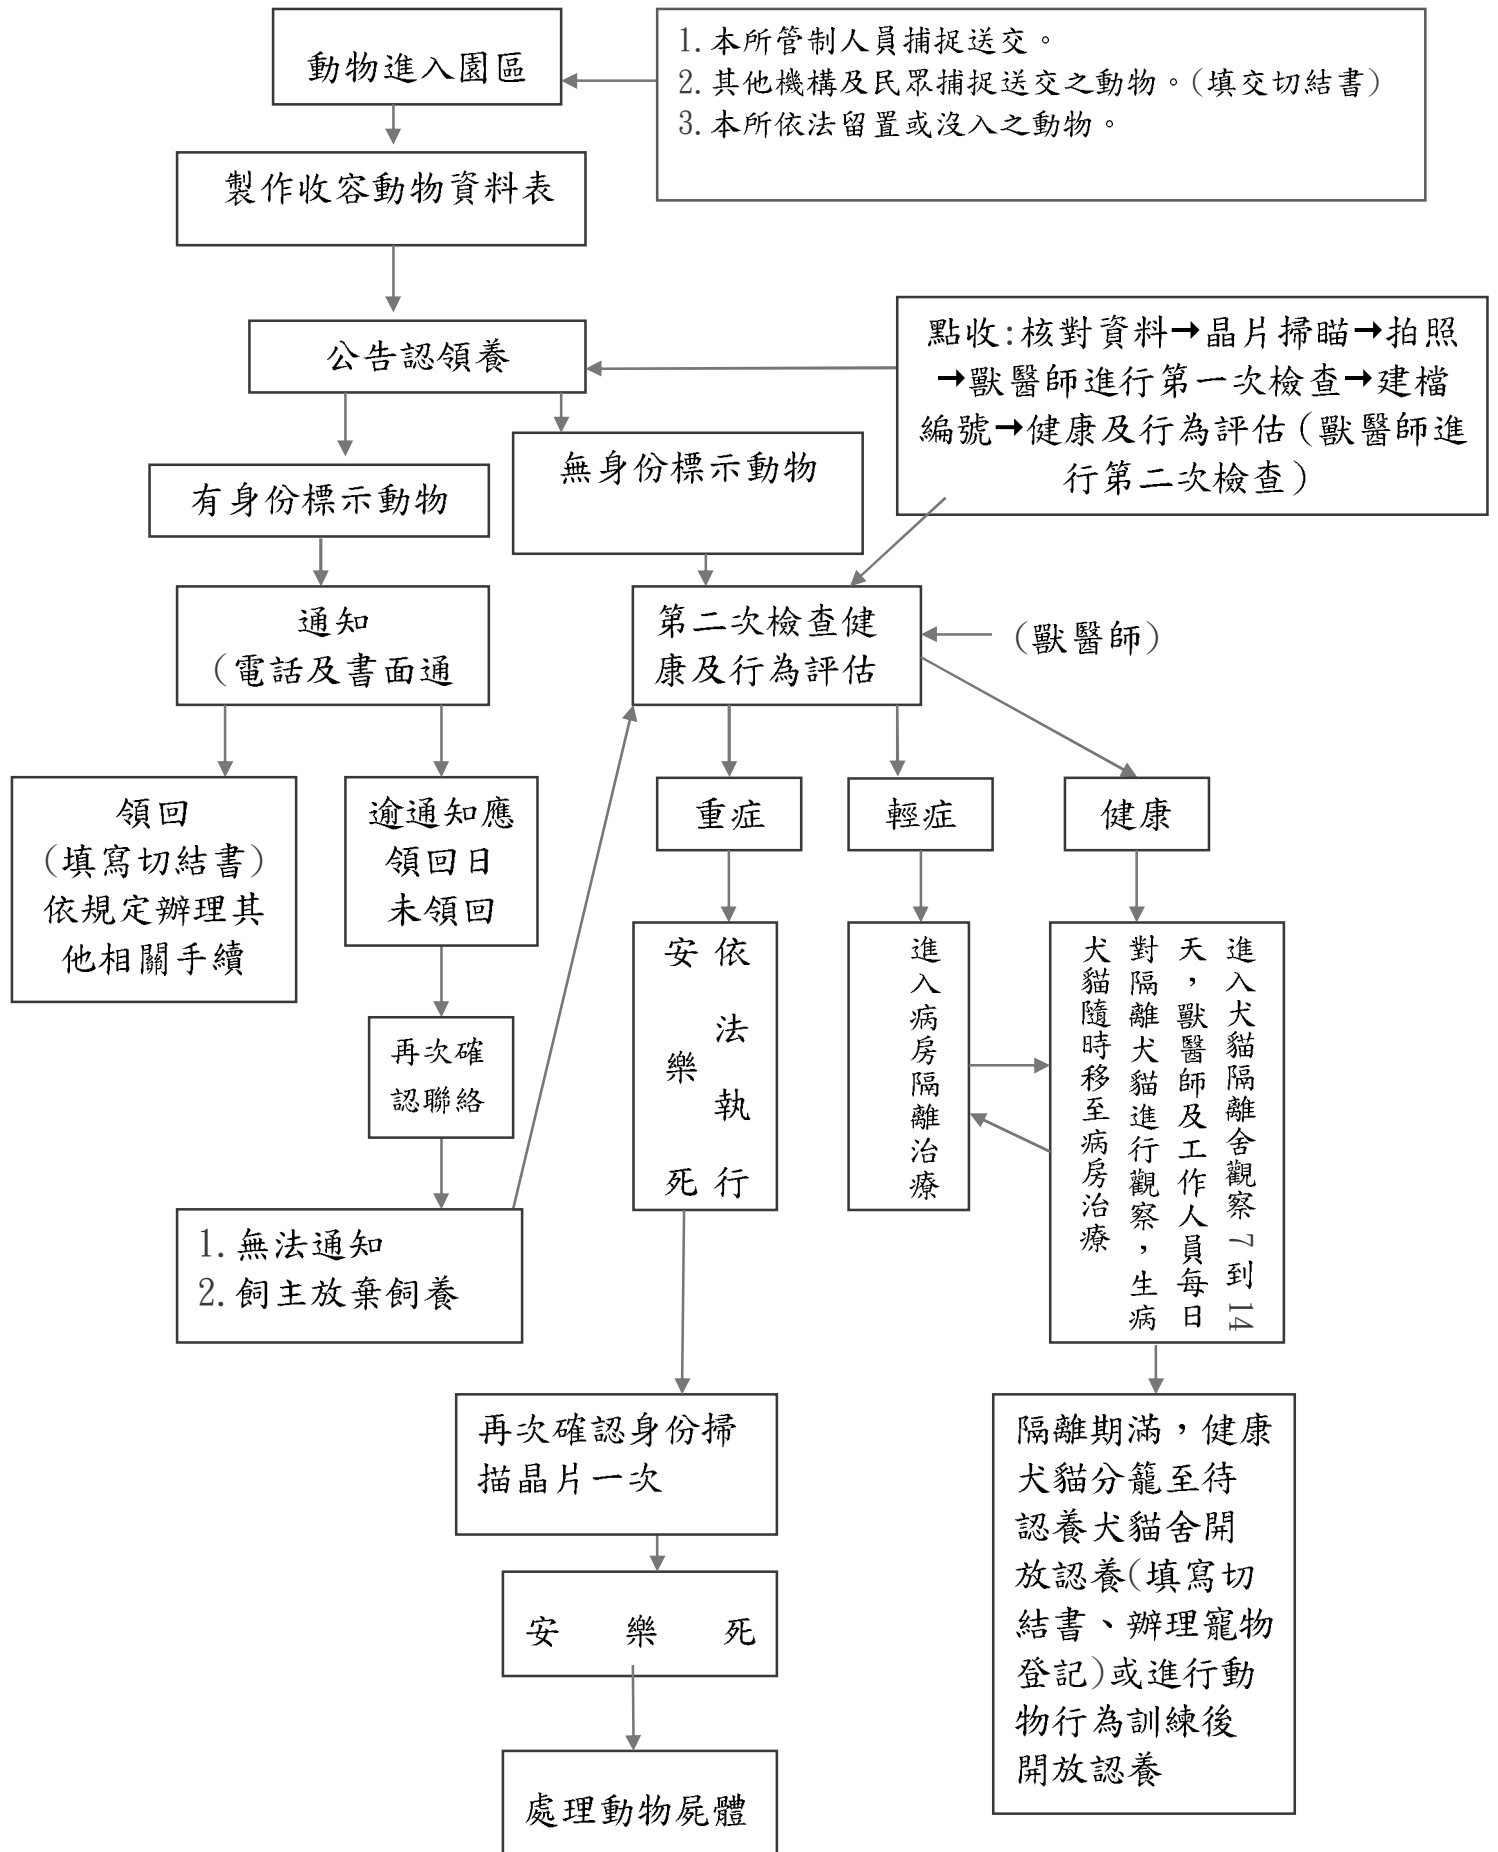 動物進入園區
1.本所管制人員捕捉送交。
2.其他機構及民眾捕捉送交之動物。(填交切結書)
3.本所依法留置或沒入之動物。
製作收容動物資料表
公告認領養
點收:核對資料➞晶片掃瞄➞拍照
➞獸醫師進行第一次檢查➞建檔
編號➞健康及行為評估(獸醫師進
行第二次檢查)
有身份標示動物
無身份標示動物
通知
(電話及書面通
第二次檢查健
康及行為評估
(獸醫師)
領回
(填寫切結書)
依規定辦理其
他相關手續
逾通知應
領回日
未領回
重症
輕症
健康
再次確
認聯絡
1.無法通知
2.飼主放棄飼養
依法執行
安樂死
進入病房隔離治療
進入犬貓隔離舍觀察7到14
天，獸醫師及工作人員每日
對隔離犬貓進行觀察，生病
犬貓隨時移至病房治療
再次確認身份掃
描晶片一次
安樂死
處理動物屍體
隔離期滿，健康
犬貓分籠至待
認養犬貓舍開
放認養(填寫切
結書、辦理寵物
登記)或進行動
物行為訓練後
開放認養